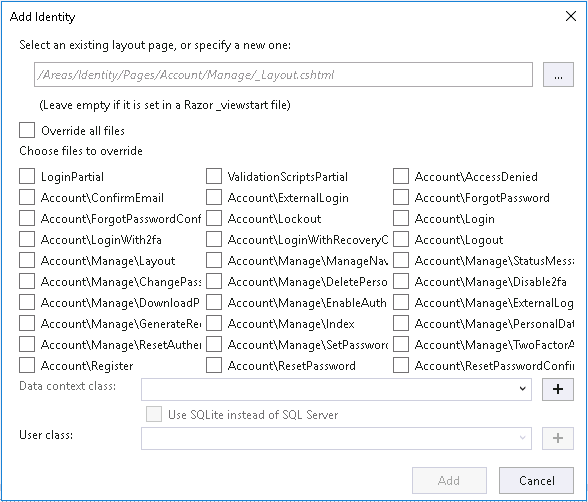 Add Identity
Select an existing layout page, or specify a new one:
/Areas/Identity/Pages/Account/Manage/_Layout.cshtml
...
(Leave empty if it is set in a Razor _viewstart file)
Override all files
Choose files to override
LoginPartial ValidationScriptsPartial Account\AccessDenied
Account\ConfirmEmail Account\ExternalLogin Account\ForgotPassword
Account\ForgotPasswordConf Account\Lockout Account\Login
Account\LoginWith2fa Account\LoginWithRecoveryC Account\Logout
Account\Manage\Layout Account\Manage\ManageNav Account\Manage\StatusMessa
Account\Manage\ChangePass Account\Manage\DeletePerso Account\Manage\Disable2fa
Account\Manage\DownloadP Account\Manage\EnableAuth Account\Manage\ExternalLog
Account\Manage\GenerateRec Account\Manage\Index Account\Manage\PersonalDat
Account\Manage\ResetAuther Account\Manage\SetPassword Account\Manage\TwoFactorA
Account\Register Account\ResetPassword Account\ResetPasswordConfir
Data context class:
Use SQLite instead of SQL Server
User class:
Add Cancel